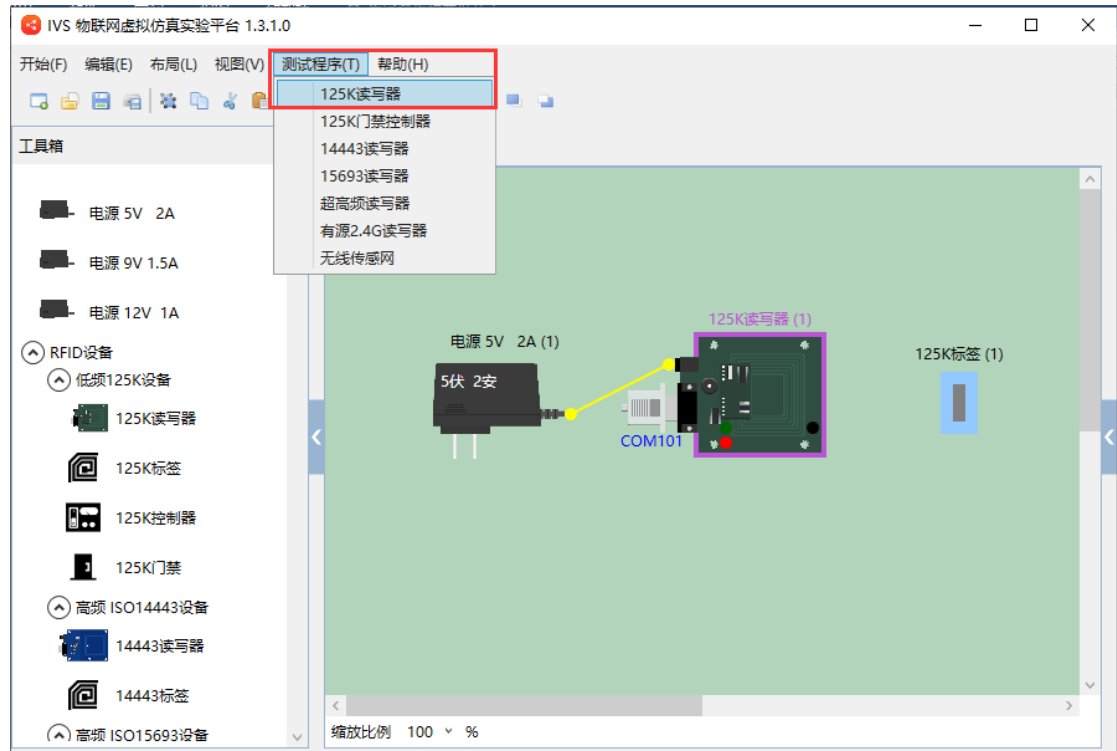 IVS 物联网虚拟仿真实验平台 1.3.1.0
开始(F) 编辑(E) 布局(L) 视图(V) 测试程序(T) 帮助(H)
125K读写器
125K门禁控制器
14443读写器
15693读写器
超高频读写器
有源2.4G读写器
无线传感网
工具箱
电源 5V 2A
电源 9V 1.5A
电源 12V 1A
RFID设备
低频125K设备
125K读写器
125K标签
125K控制器
125K门禁
高频 ISO14443设备
14443读写器
14443标签
高频 ISO15693设备
电源 5V 2A (1)
5伏 2安
COM101
125K读写器 (1)
125K标签 (1)
缩放比例 100 %